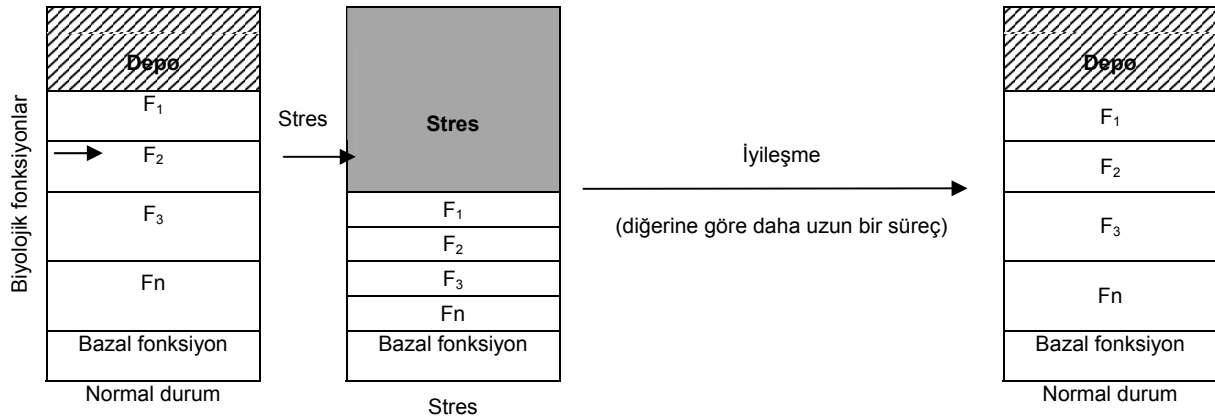 Biyolojik fonksiyonlar
Depo
F₁
F₂
F₃
Fn
Bazal fonksiyon
Normal durum
Stres
Stres
F₁
F₂
F₃
Fn
Bazal fonksiyon
Stres
İyileşme
(diğerine göre daha uzun bir süreç)
Depo
F₁
F₂
F₃
Fn
Bazal fonksiyon
Normal durum